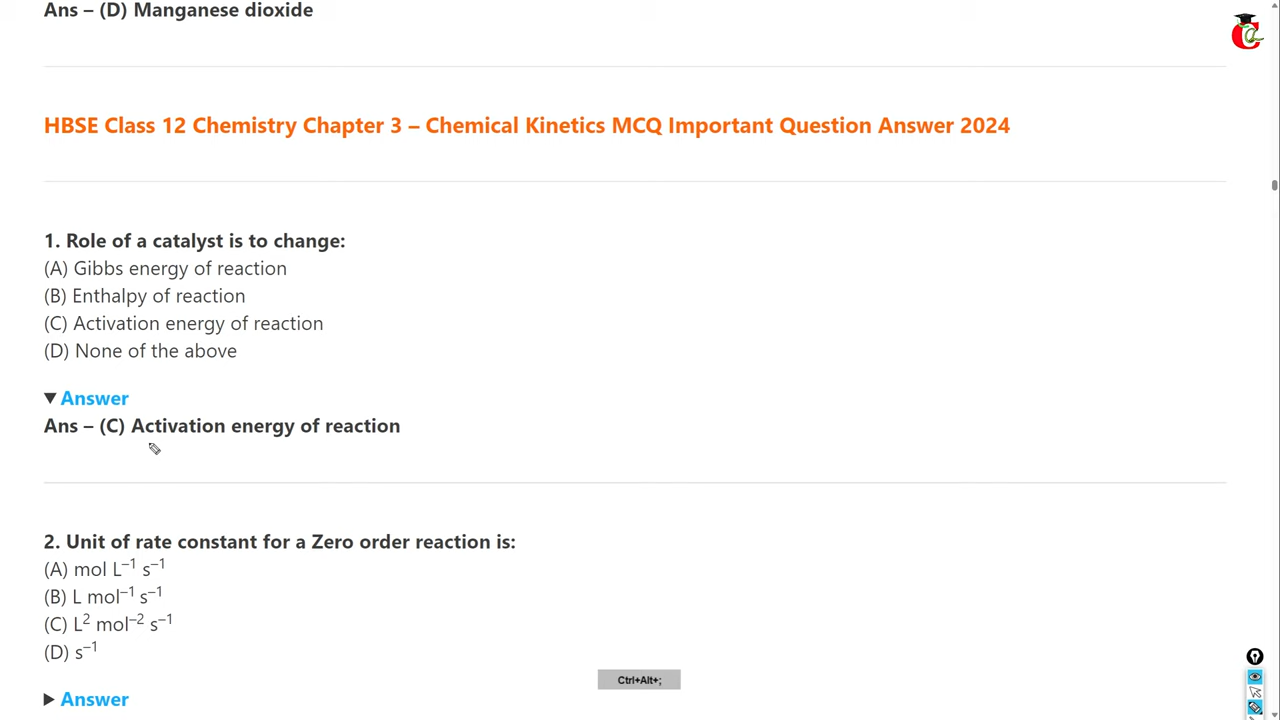 Ans – (D) Manganese dioxide
HBSE Class 12 Chemistry Chapter 3 – Chemical Kinetics MCQ Important Question Answer 2024
1. Role of a catalyst is to change:
(A) Gibbs energy of reaction
(B) Enthalpy of reaction
(C) Activation energy of reaction
(D) None of the above
▼ Answer
Ans – (C) Activation energy of reaction
2. Unit of rate constant for a Zero order reaction is:
(A) mol L⁻¹ s⁻¹
(B) L mol⁻¹ s⁻¹
(C) L² mol⁻² s⁻¹
(D) s⁻¹
Ctrl+Alt+;
▶ Answer